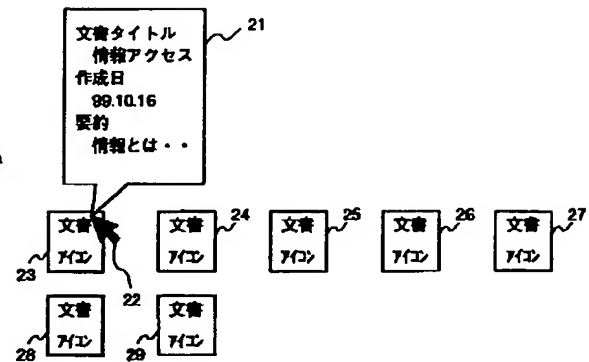 文書タイトル
情報アクセス
作成日
99.10.16
要約
情報とは・・
21
文書
アイコン
23
22
文書
アイコン
24
文書
アイコン
25
文書
アイコン
26
文書
アイコン
27
文書
アイコン
28
文書
アイコン
29